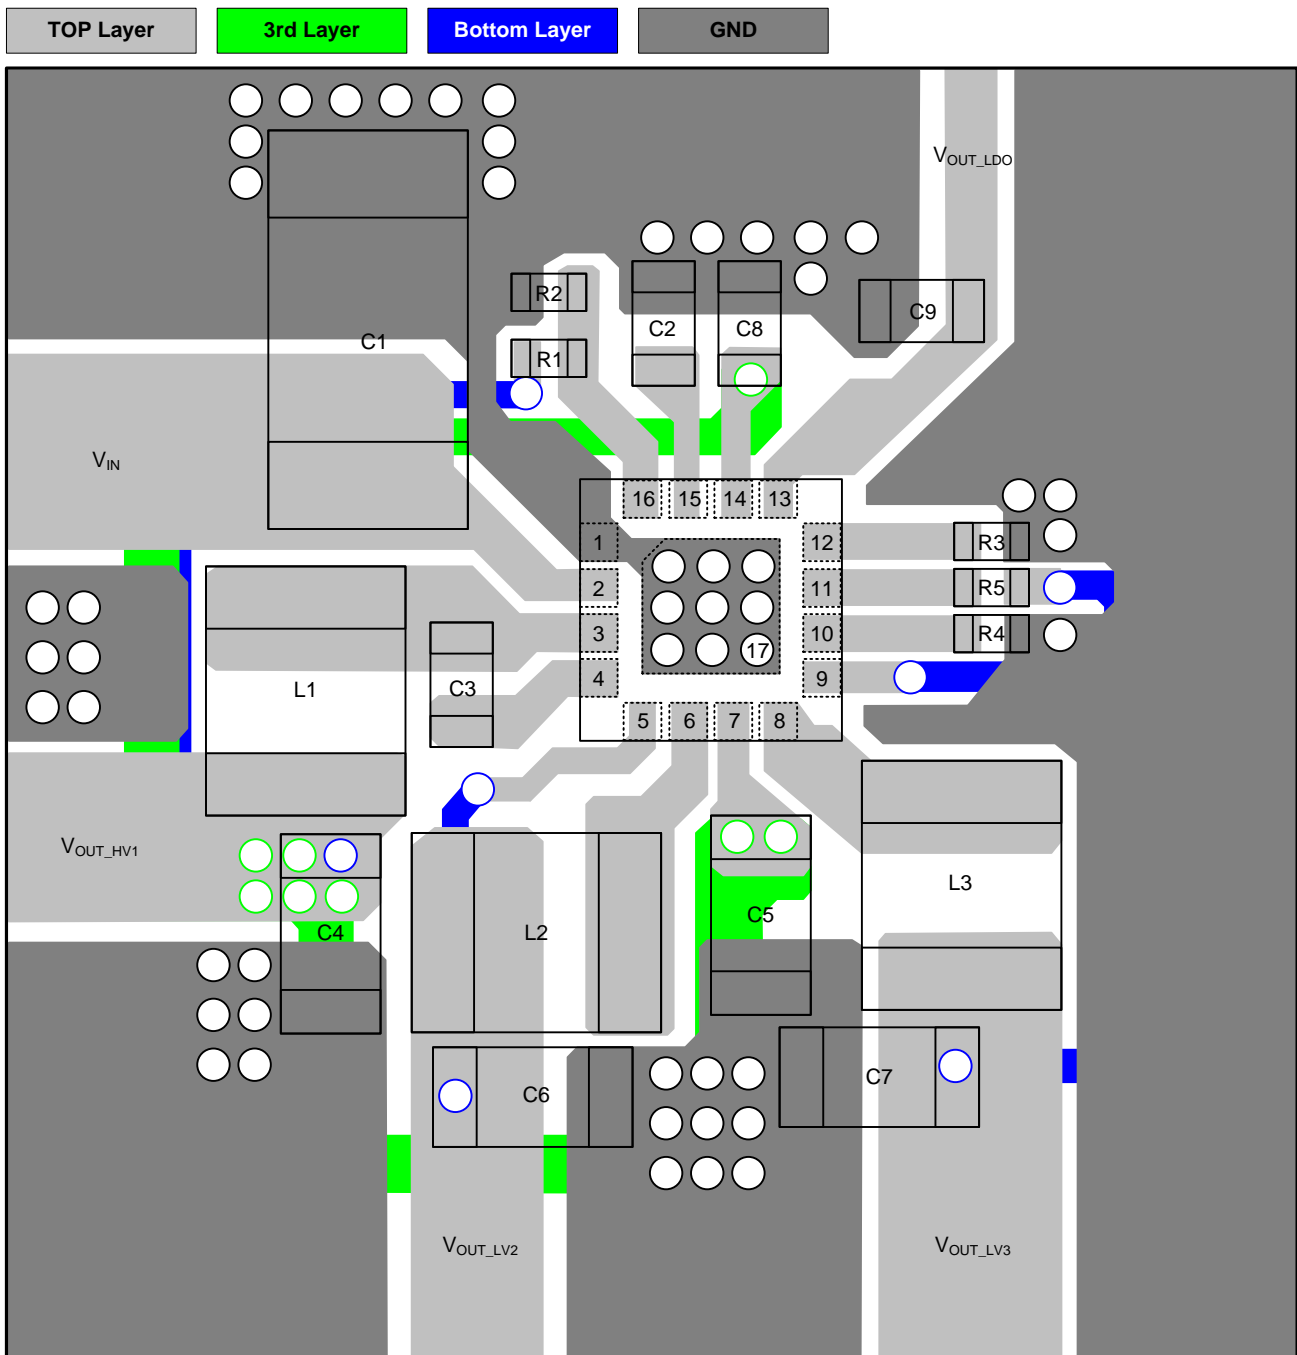 TOP Layer
3rd Layer
Bottom Layer
GND
VOUT_LDO
R2
C1
R1
C2
C8
C9
VIN
16
15
14
13
1
12
R3
2
11
R5
3
10
R4
17
4
9
L1
C3
5
6
7
8
VOUT_HV1
C4
L2
C5
L3
C6
C7
VOUT_LV2
VOUT_LV3